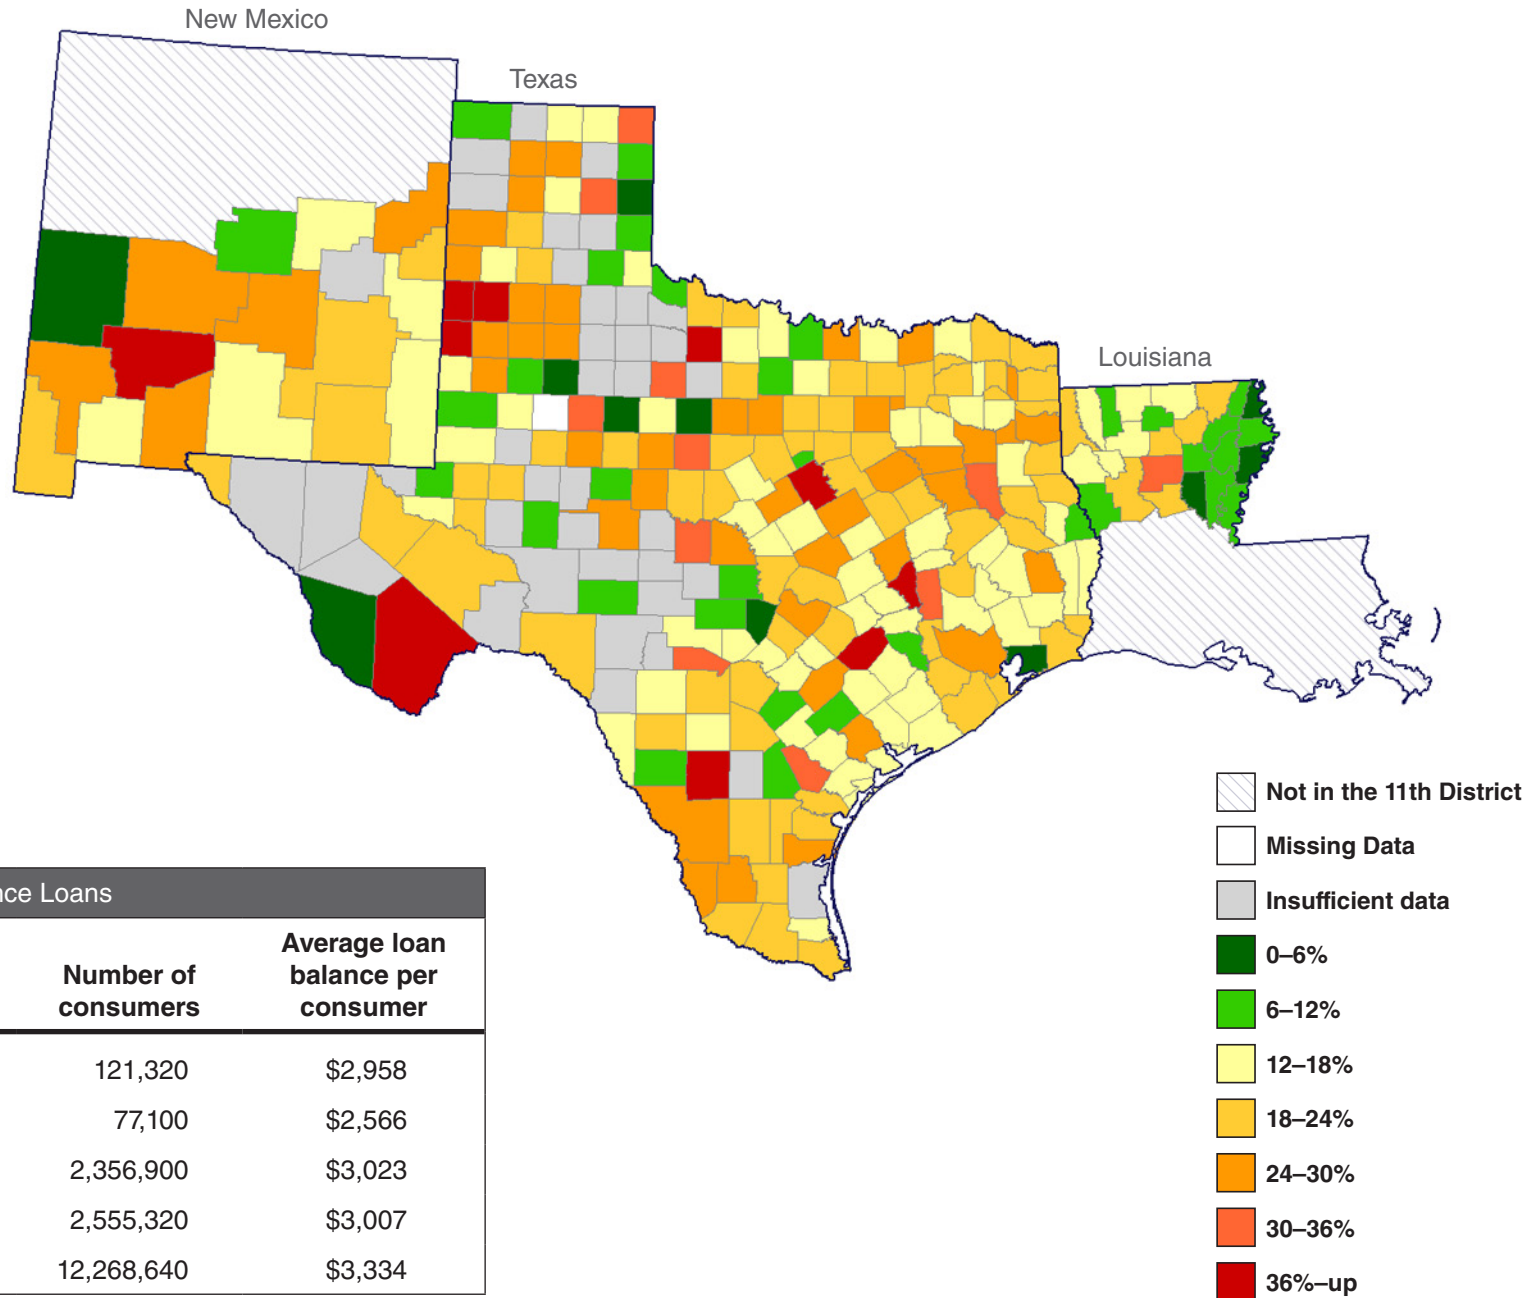 New Mexico
Texas
Louisiana
Not in the 11th District
Missing Data
Insufficient data
0–6%
6–12%
12–18%
18–24%
24–30%
30–36%
36%–up
Loans
Number of consumers
Average loan balance per consumer
121,320 $2,958
77,100 $2,566
2,356,900 $3,023
2,555,320 $3,007
12,268,640 $3,334